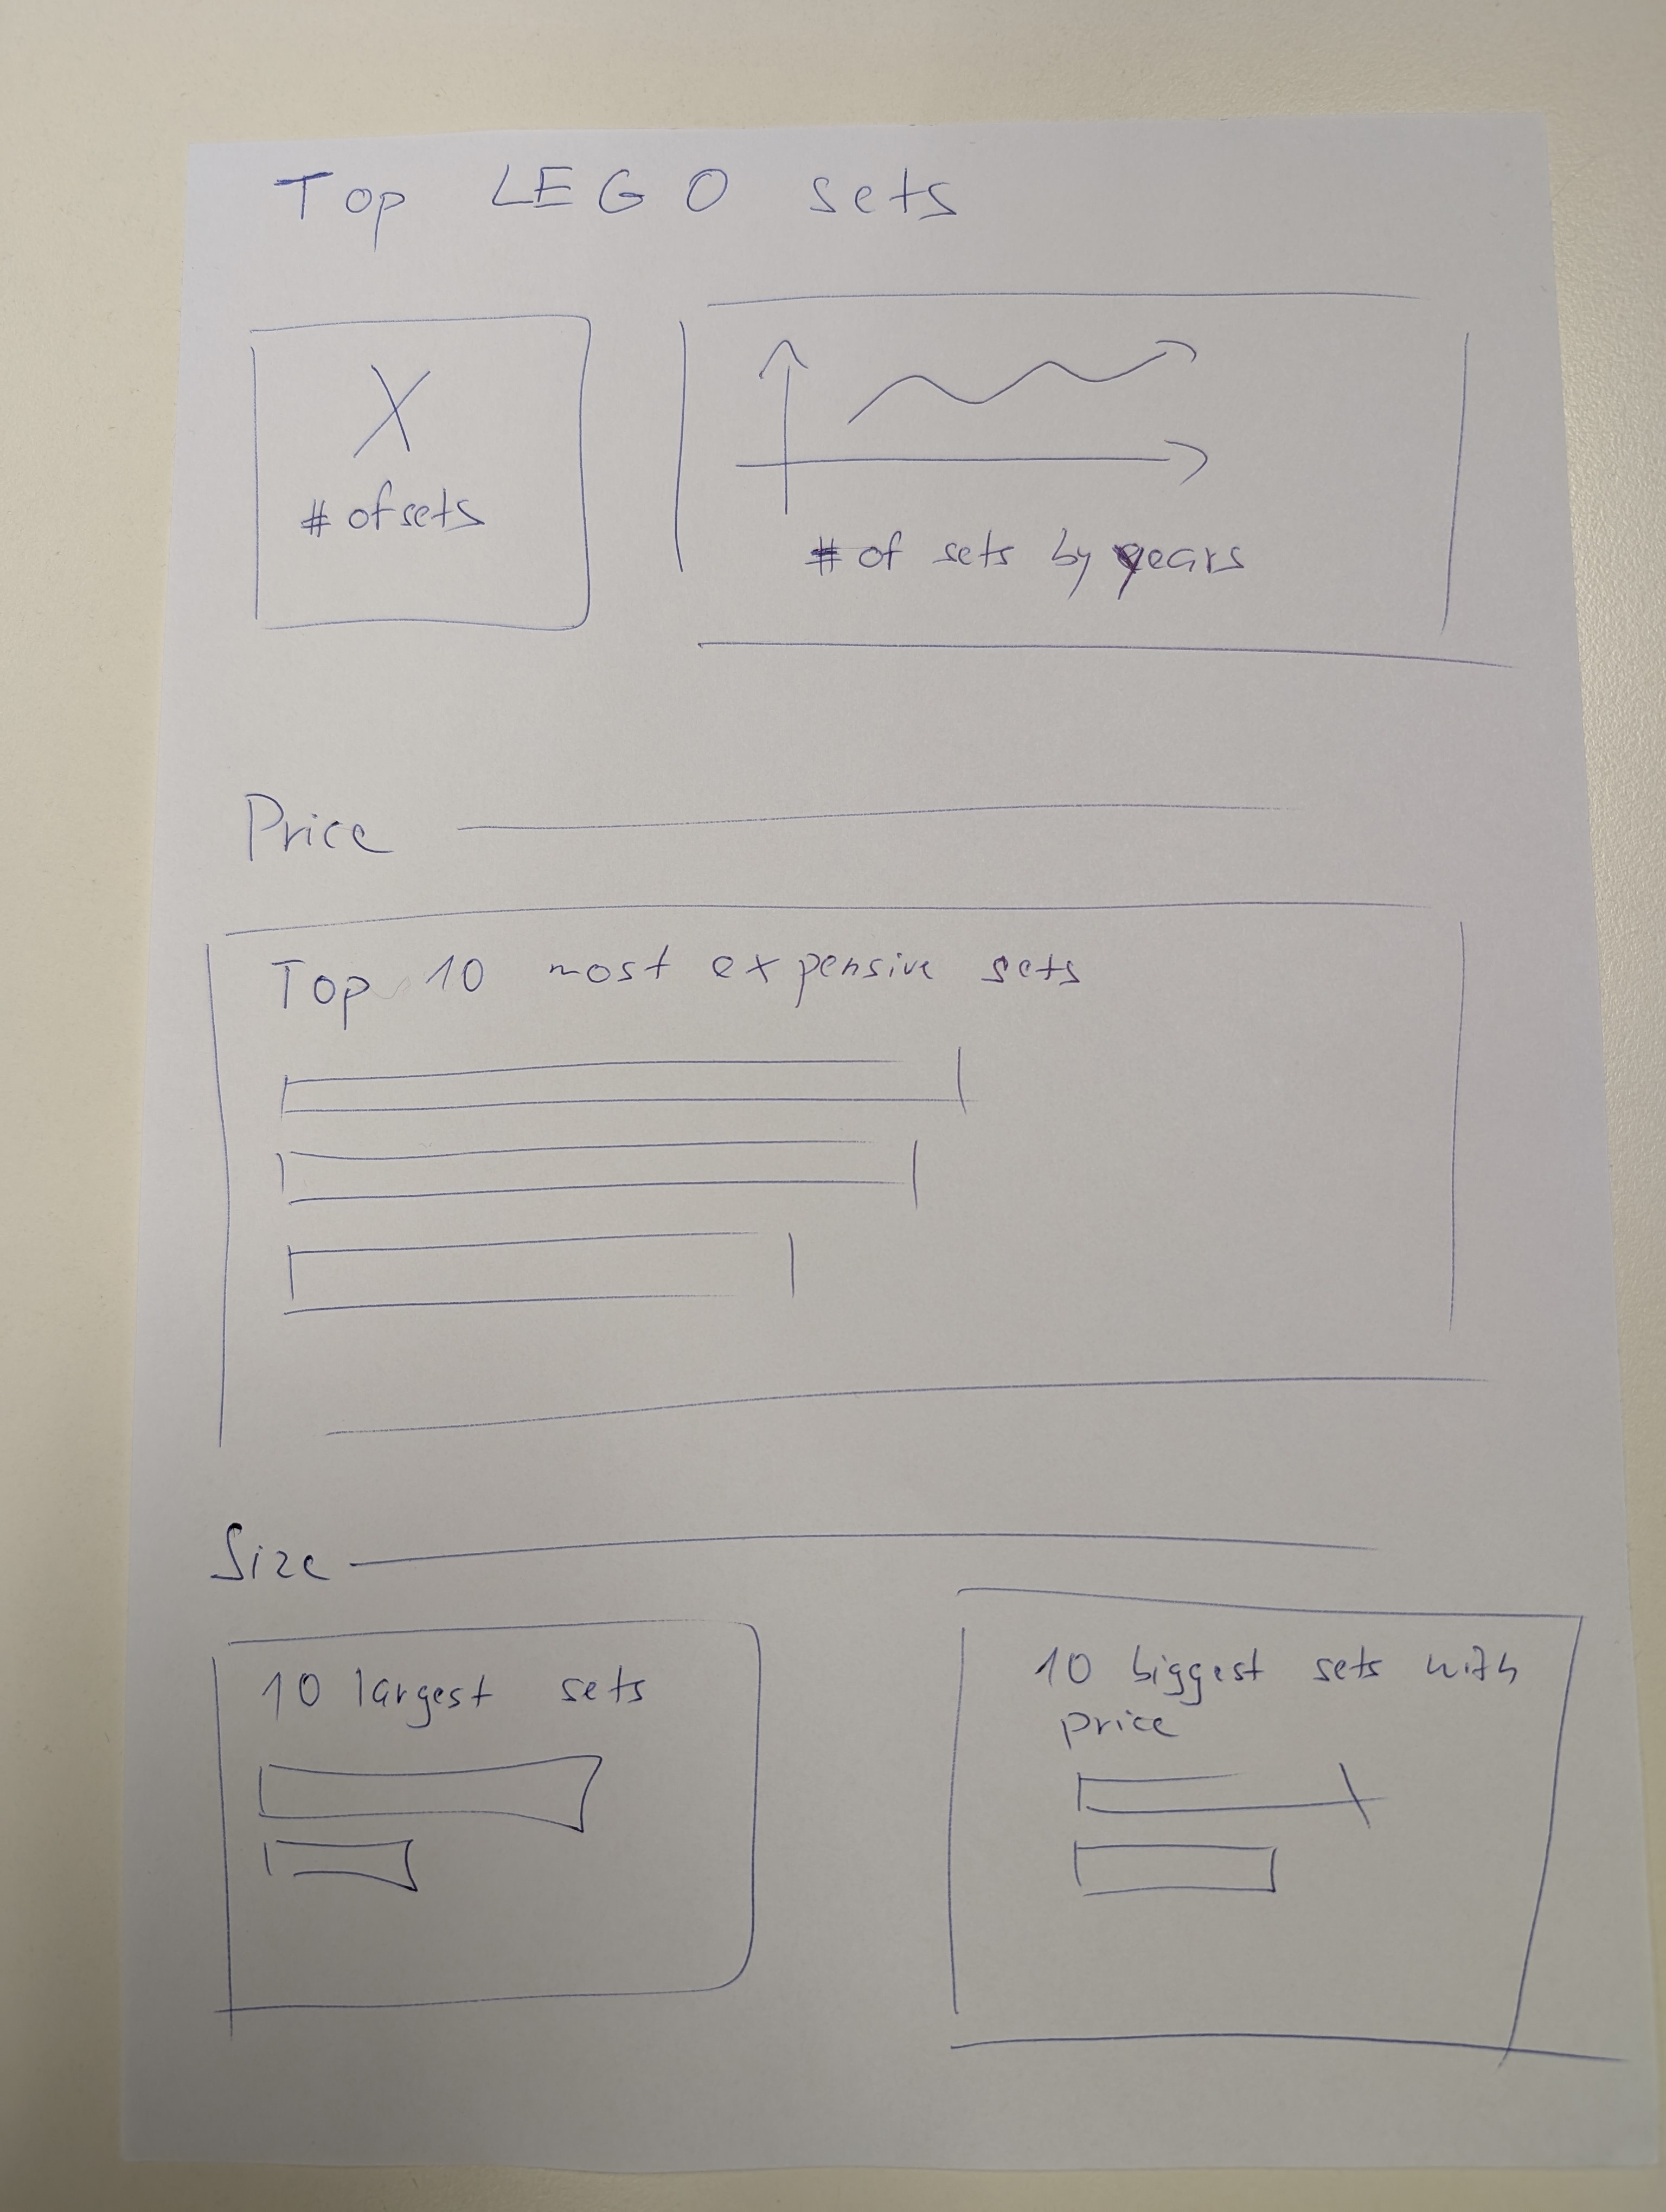 Top LEGO sets
X
# of sets
# of sets by years
Price
Top 10 most expensive sets
Size
10 largest sets
10 biggest sets with
price